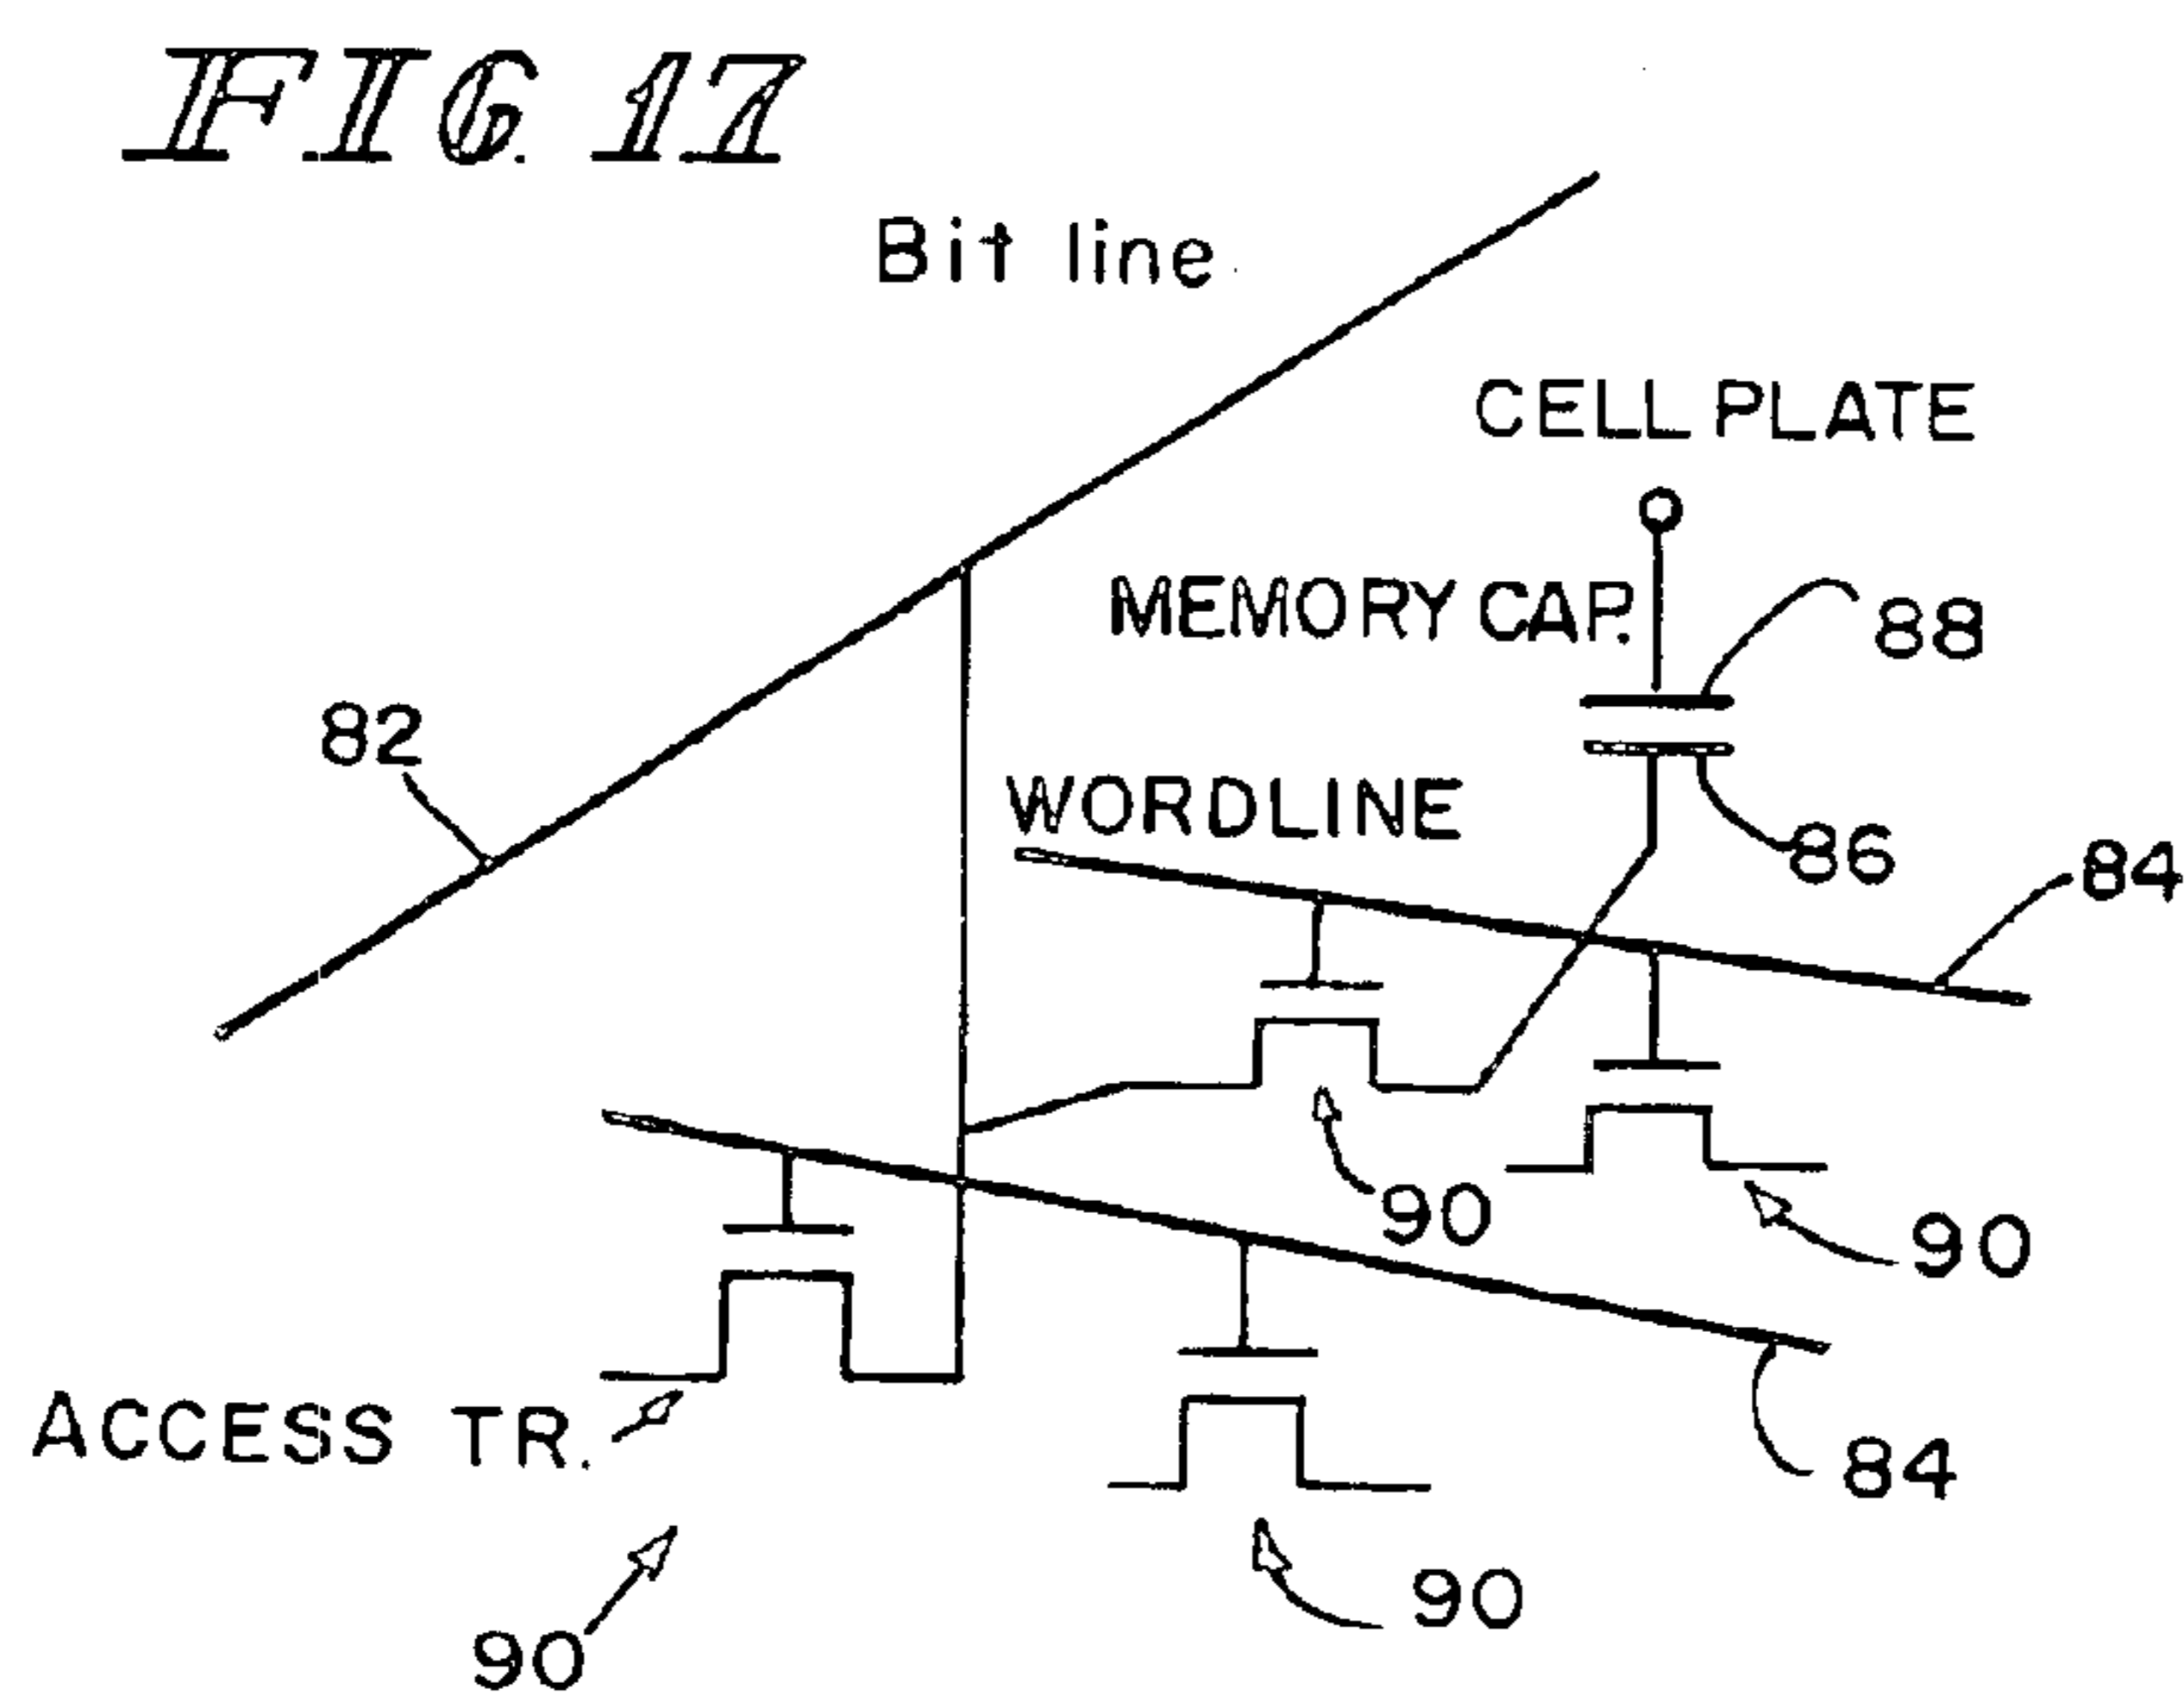 FIG. 17
Bit line
CELL PLATE
MEMORY CAP.
88
82
WORDLINE
86
84
90
90
ACCESS TR.
84
90
90